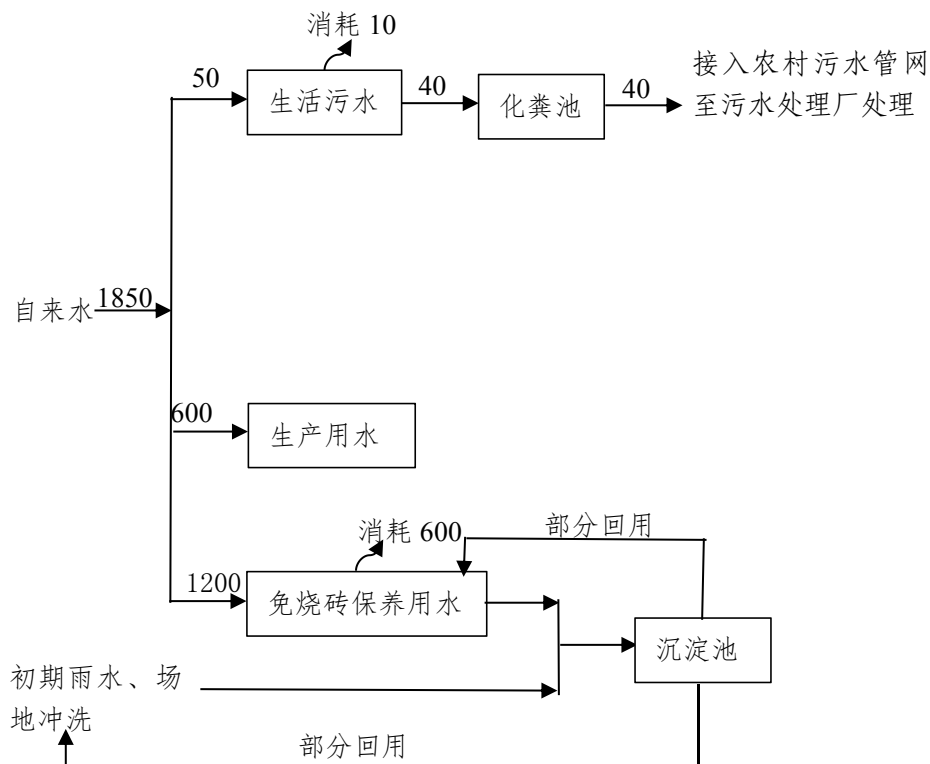 消耗 10
50
生活污水
40
化粪池
40
接入农村污水管网
至污水处理厂处理
自来水
1850
600
生产用水
消耗 600
部分回用
1200
免烧砖保养用水
沉淀池
初期雨水、场
地冲洗
部分回用